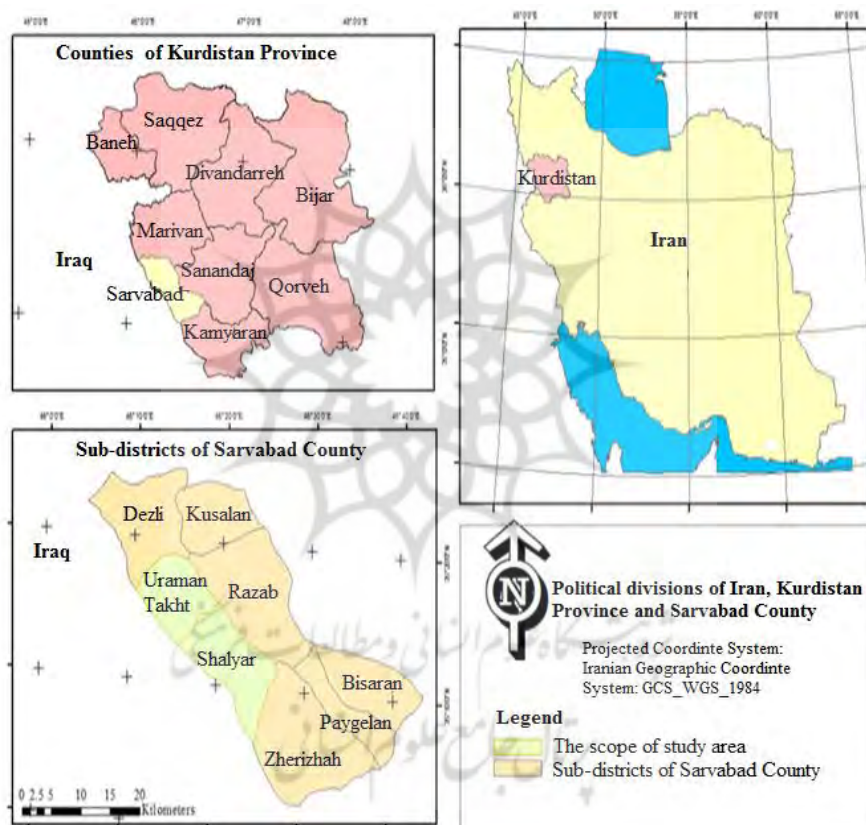 Counties of Kurdistan Province
Saqqez
Baneh
Divandarreh
Bijar
Marivan
Iraq
Sanandaj
Sarvabad
Qorveh
Kamyaran
Kurdistan
Iran
Sub-districts of Sarvabad County
Dezli
Kusalan
Iraq
Uraman
Takht
Razab
Shalyar
Bisaran
Paygelan
Zherizhah
0 2.5 5 10 15 20
Kilometers
N
Political divisions of Iran, Kurdistan
Province and Sarvabad County
Projected Coordinte System:
Iranian Geographic Coordinte
System: GCS_WGS_1984
Legend
The scope of study area
Sub-districts of Sarvabad County